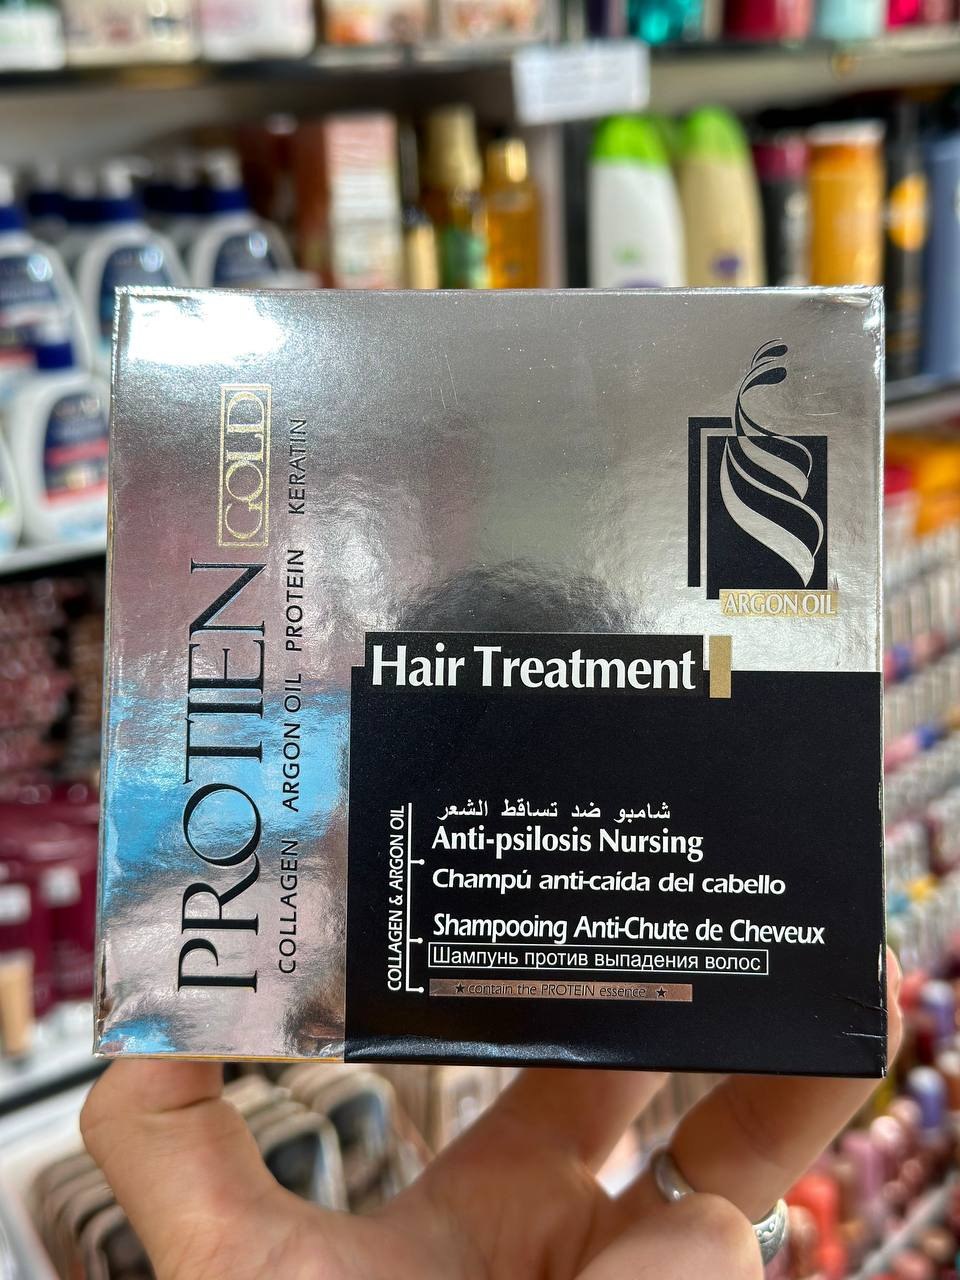 PROTIEN GOLD
COLLAGEN ARGON OIL PROTEIN KERATIN
ARGON OIL
Hair Treatment
COLLAGEN & ARGON OIL
شامبو ضد تساقط الشعر
Anti-psilosis Nursing
Champú anti-caída del cabello
Shampooing Anti-Chute de Cheveux
Шампунь против выпадения волос
★contain the PROTEIN essence ★